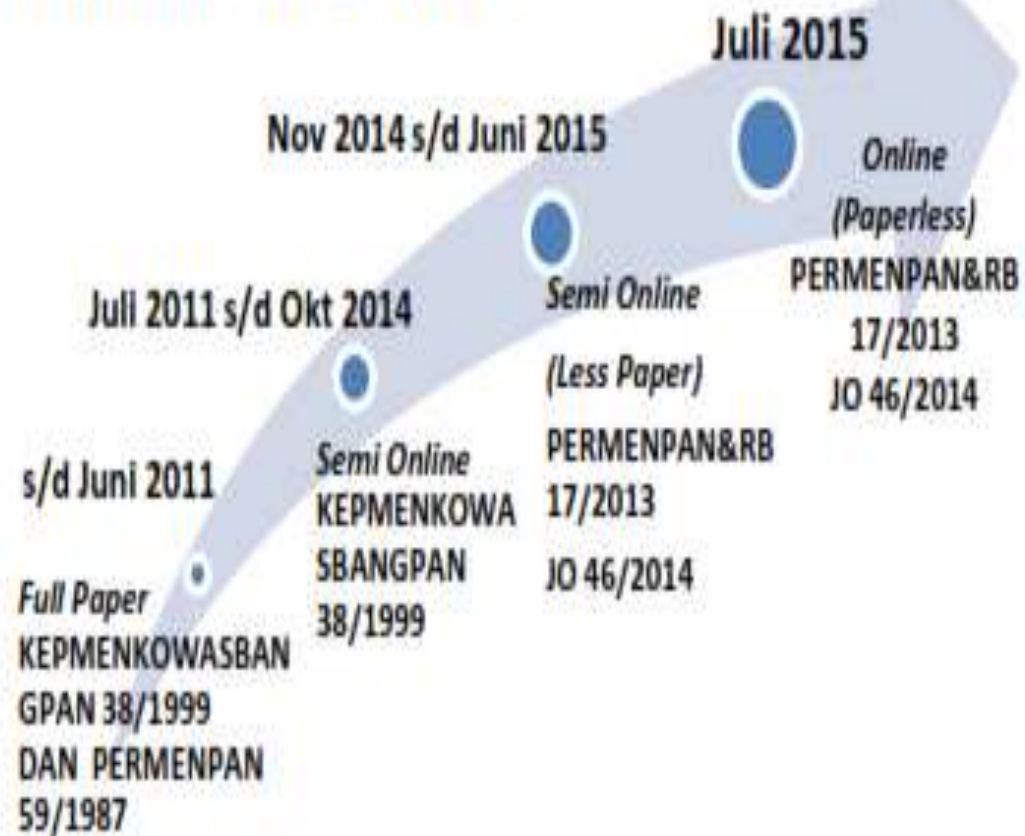 s/d Juni 2011
Full Paper
KEPMENKOWASBAN
GPAN 38/1999
DAN PERMENPAN
59/1987
Juli 2011 s/d Okt 2014
Semi Online
KEPMENKOWA
SBANGPAN
38/1999
Nov 2014 s/d Juni 2015
Semi Online
(Less Paper)
PERMENPAN&RB
17/2013
JO 46/2014
Juli 2015
Online
(Paperless)
PERMENPAN&RB
17/2013
JO 46/2014